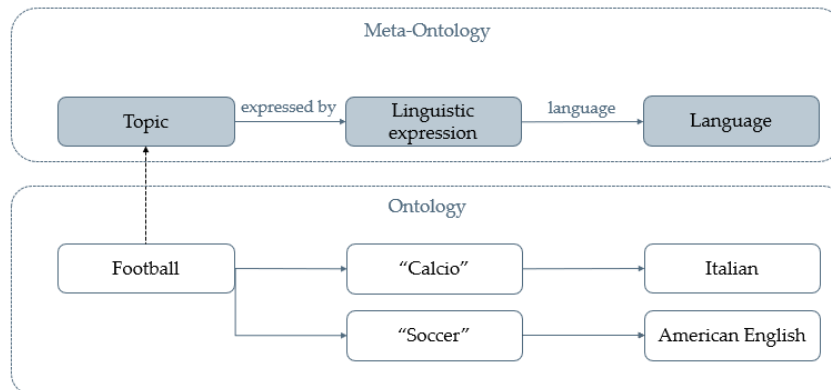 Meta-Ontology
Topic
expressed by
Linguistic
expression
language
Language
Ontology
Football
“Calcio”
Italian
“Soccer”
American English